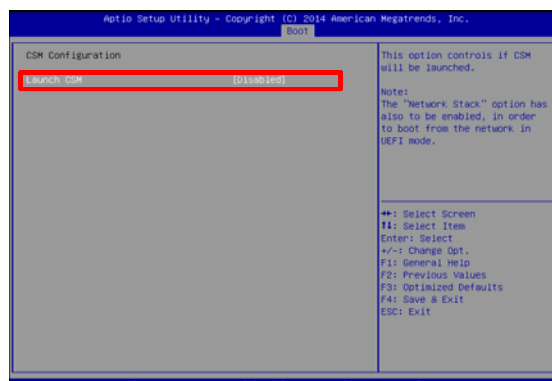 Aptio Setup Utility - Copyright (C) 2014 American Megatrends, Inc.
Boot
CSM Configuration
Launch CSM [Disabled]
This option controls if CSM
will be launched.
Note:
The "Network Stack" option has
also to be enabled, in order
to boot from the network in
UEFI mode.
→←: Select Screen
↑↓: Select Item
Enter: Select
+/-: Change Opt.
F1: General Help
F2: Previous Values
F3: Optimized Defaults
F4: Save & Exit
ESC: Exit